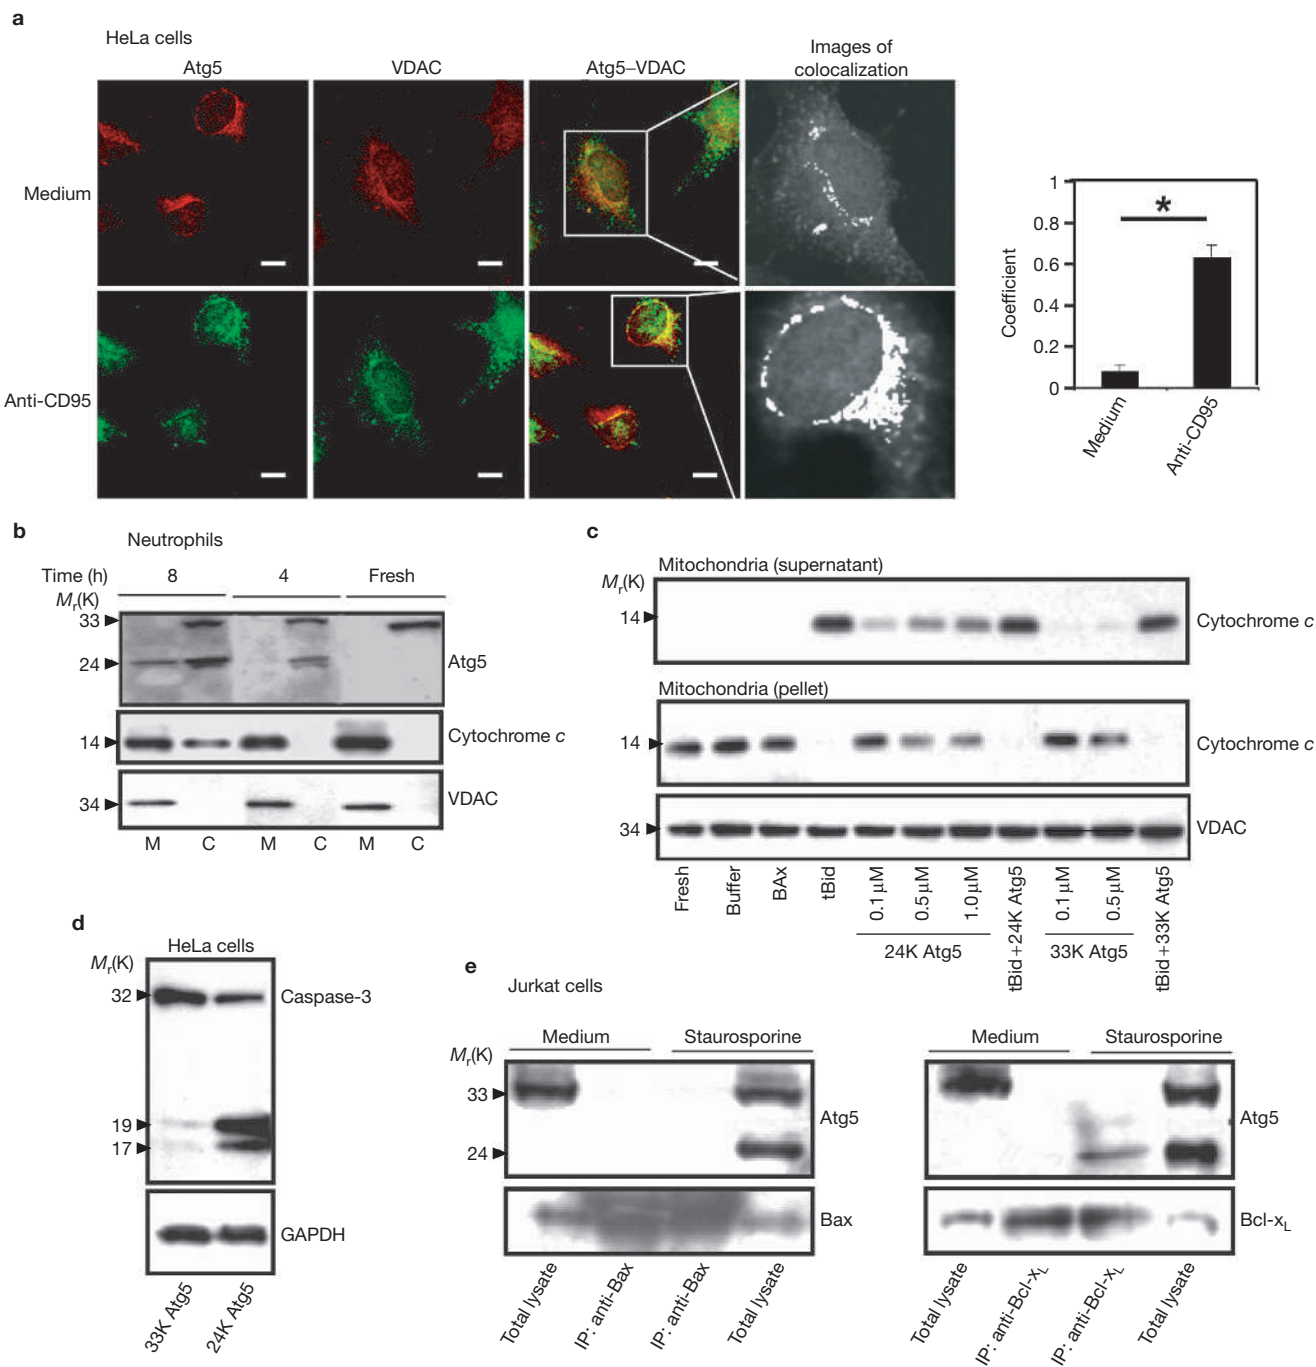 a
HeLa cells
Atg5
VDAC
Atg5–VDAC
Images of
colocalization
Medium
Anti-CD95
Coefficient
1
0.8
0.6
0.4
0.2
0
*
Medium
Anti-CD95
b
Neutrophils
Time (h) 8 4 Fresh
Mr(K)
33
24
Atg5
14
Cytochrome c
34
VDAC
M C M C M C
c
Mitochondria (supernatant)
Mr(K)
14
Cytochrome c
Mitochondria (pellet)
14
Cytochrome c
34
VDAC
Fresh
Buffer
BAx
tBid
0.1 µM
0.5 µM
1.0 µM
24K Atg5
tBid+24K Atg5
0.1 µM
0.5 µM
33K Atg5
tBid+33K Atg5
d
HeLa cells
Mr(K)
32
Caspase-3
19
17
GAPDH
33K Atg5
24K Atg5
e
Jurkat cells
Medium Staurosporine
Mr(K)
33
24
Atg5
Bax
Total lysate
IP: anti-Bax
IP: anti-Bax
Total lysate
Medium Staurosporine
Atg5
Bcl-xL
Total lysate
IP: anti-Bcl-xL
IP: anti-Bcl-xL
Total lysate